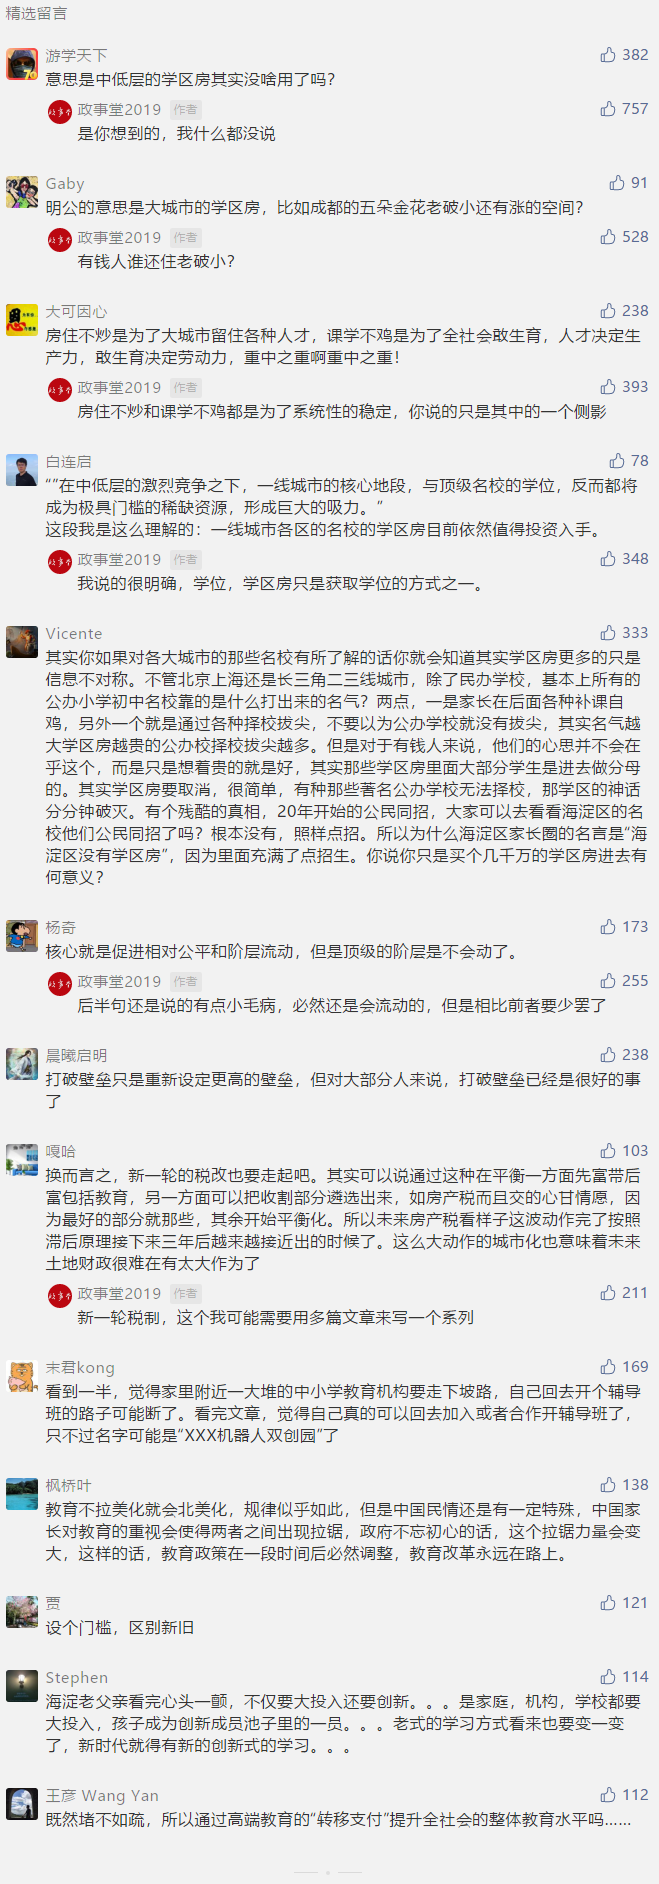 精选留言
游学天下 382
意思是中低层的学区房其实没啥用了吗？
政事堂2019 作者 757
是你想到的，我什么都没说
Gaby 91
明公的意思是大城市的学区房，比如成都的五朵金花老破小还有涨的空间？
政事堂2019 作者 528
有钱人谁还住老破小？
大可因心 238
房住不炒是为了大城市留住各种人才，课学不鸡是为了全社会敢生育，人才决定生
产力，敢生育决定劳动力，重中之重啊重中之重！
政事堂2019 作者 393
房住不炒和课学不鸡都是为了系统性的稳定，你说的只是其中的一个侧影
白连启 78
“”在中低层的激烈竞争之下，一线城市的核心地段，与顶级名校的学位，反而都将
成为极具门槛的稀缺资源，形成巨大的吸力。”
这段我是这么理解的：一线城市各区的名校的学区房目前依然值得投资入手。
政事堂2019 作者 348
我说的很明确，学位，学区房只是获取学位的方式之一。
Vicente 333
其实你如果对各大城市的那些名校有所了解的话你就会知道其实学区房更多的只是
信息不对称。不管北京上海还是长三角二三线城市，除了民办学校，基本上所有的
公办小学初中名校靠的是什么打出来的名气？两点，一是家长在后面各种补课自
鸡，另外一个就是通过各种择校拔尖，不要以为公办学校就没有拔尖，其实名气越
大学区房越贵的公办校择校拔尖越多。但是对于有钱人来说，他们的心思并不会在
乎这个，而是只是想着贵的就是好，其实那些学区房里面大部分学生是进去做分母
的。其实学区房要取消，很简单，有种那些著名公办学校无法择校，那学区的神话
分分钟破灭。有个残酷的真相，20年开始的公民同招，大家可以去看看海淀区的名
校他们公民同招了吗？根本没有，照样点招。所以为什么海淀区家长圈的名言是“海
淀区没有学区房”，因为里面充满了点招生。你说你只是买个几千万的学区房进去有
何意义？
杨奇 173
核心就是促进相对公平和阶层流动，但是顶级的阶层是不会动了。
政事堂2019 作者 255
后半句还是说的有点小毛病，必然还是会流动的，但是相比前者要少罢了
晨曦启明 238
打破壁垒只是重新设定更高的壁垒，但对大部分人来说，打破壁垒已经是很好的事
了
嘎哈 103
换而言之，新一轮的税改也要走起吧。其实可以说通过这种在平衡一方面先富带后
富包括教育，另一方面可以把收割部分遴选出来，如房产税而且交的心甘情愿，因
为最好的部分就那些，其余开始平衡化。所以未来房产税看样子这波动作完了按照
滞后原理接下来三年后越来越接近出的时候了。这么大动作的城市化也意味着未来
土地财政很难在有太大作为了
政事堂2019 作者 211
新一轮税制，这个我可能需要用多篇文章来写一个系列
末君kong 169
看到一半，觉得家里附近一大堆的中小学教育机构要走下坡路，自己回去开个辅导
班的路子可能断了。看完文章，觉得自己真的可以回去加入或者合作开辅导班了，
只不过名字可能是“XXX机器人双创园”了
枫桥叶 138
教育不拉美化就会北美化，规律似乎如此，但是中国民情还是有一定特殊，中国家
长对教育的重视会使得两者之间出现拉锯，政府不忘初心的话，这个拉锯力量会变
大，这样的话，教育政策在一段时间后必然调整，教育改革永远在路上。
贾 121
设个门槛，区别新旧
Stephen 114
海淀老父亲看完心头一颤，不仅要大投入还要创新。。。是家庭，机构，学校都要
大投入，孩子成为创新成员池子里的一员。。。老式的学习方式看来也要变一变
了，新时代就得有新的创新式的学习。。。
王彦 Wang Yan 112
既然堵不如疏，所以通过高端教育的“转移支付”提升全社会的整体教育水平吗……